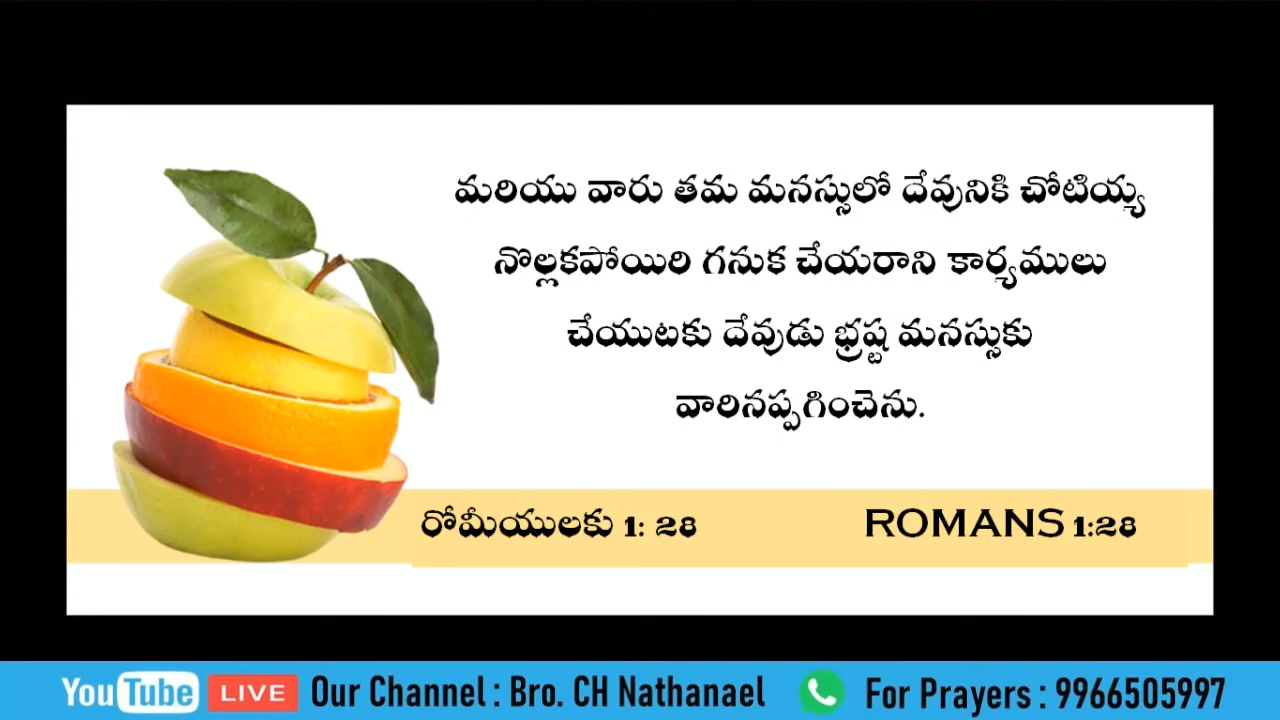 మరియు వారు తమ మనస్సులో దేవునికి చోటియ్య
నొల్లకపోయిరి గనుక చేయరాని కార్యములు
చేయుటకు దేవుడు భ్రష్ట మనస్సుకు
వారినప్పగించెను.
రోమీయులకు 1: 28 ROMANS 1:28
YouTube LIVE Our Channel : Bro. CH Nathanael For Prayers : 9966505997